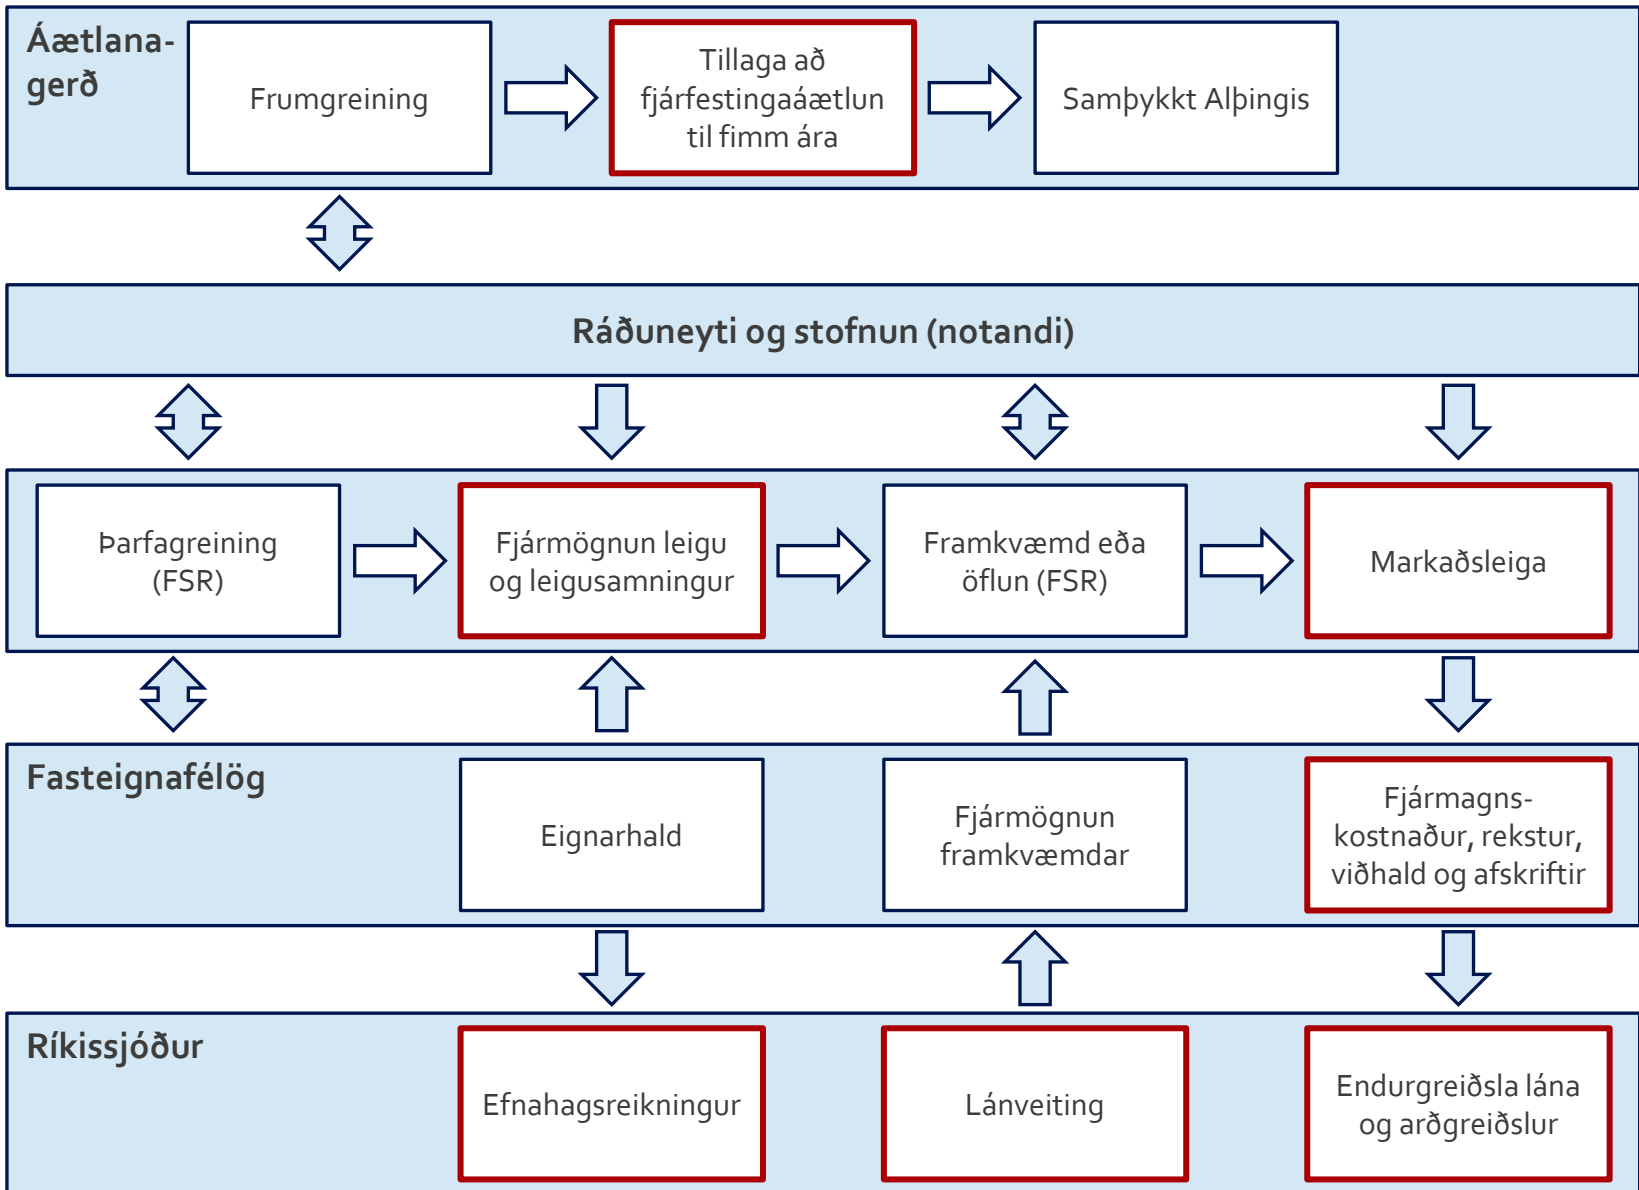 Áætlana-
gerð
Frumgreining
Tillaga að
fjárfestingaáætlun
til fimm ára
Samþykkt Alþingis
Ráðuneyti og stofnun (notandi)
Þarfagreining
(FSR)
Fjármögnun leigu
og leigusamningur
Framkvæmd eða
öflun (FSR)
Markaðsleiga
Fasteignafélög
Eignarhald
Fjármögnun
framkvæmdar
Fjármagns-
kostnaður, rekstur,
viðhald og afskriftir
Ríkissjóður
Efnahagsreikningur
Lánveiting
Endurgreiðsla lána
og arðgreiðslur